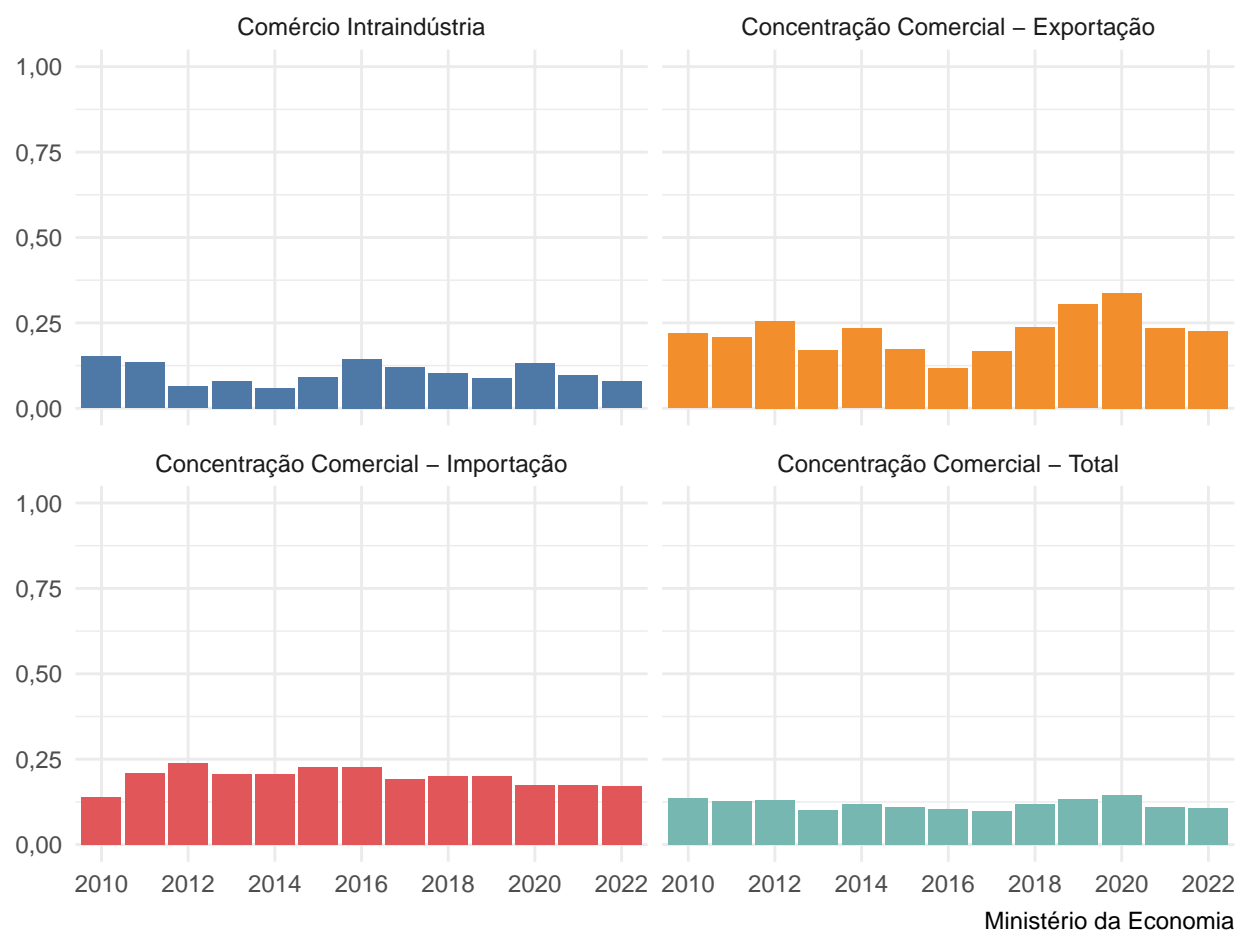 Comércio Intraindústria
Concentração Comercial – Exportação
1,00
0,75
0,50
0,25
0,00
Concentração Comercial – Importação
Concentração Comercial – Total
1,00
0,75
0,50
0,25
0,00
2010 2012 2014 2016 2018 2020 2022
2010 2012 2014 2016 2018 2020 2022
Ministério da Economia